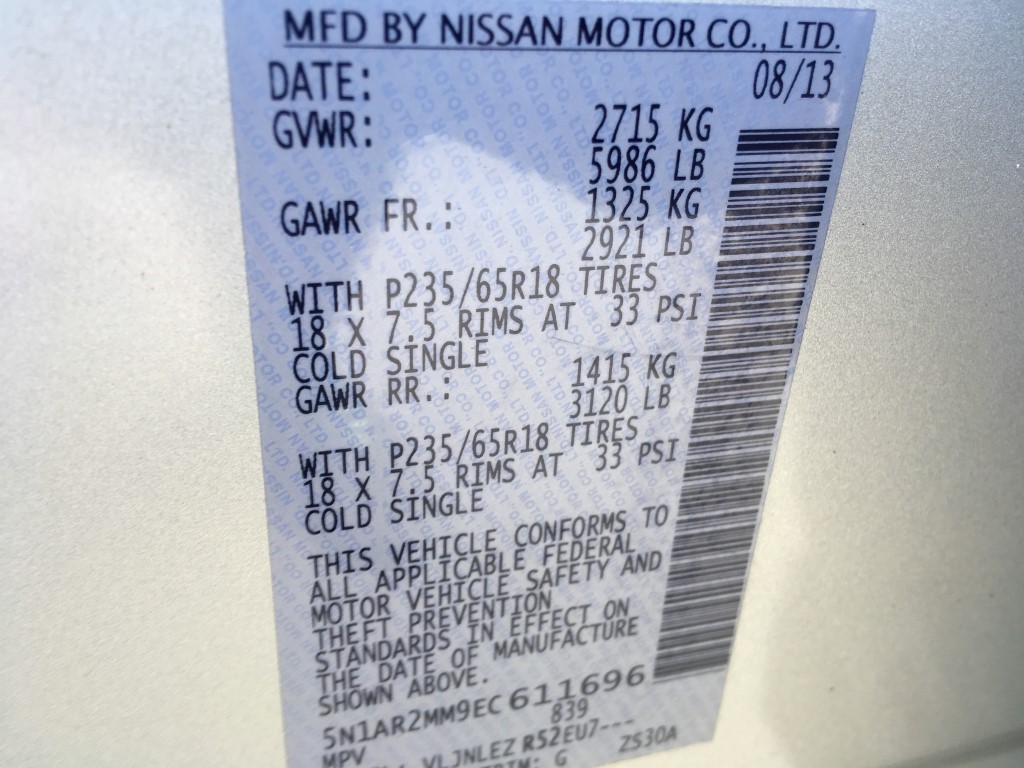 MFD BY NISSAN MOTOR CO., LTD.
DATE: 08/13
GVWR: 2715 KG
5986 LB
GAWR FR.: 1325 KG
2921 LB
WITH P235/65R18 TIRES
18 X 7.5 RIMS AT 33 PSI
COLD SINGLE
GAWR RR.: 1415 KG
3120 LB
WITH P235/65R18 TIRES
18 X 7.5 RIMS AT 33 PSI
COLD SINGLE
THIS VEHICLE CONFORMS TO
ALL APPLICABLE FEDERAL
MOTOR VEHICLE SAFETY AND
THEFT PREVENTION
STANDARDS IN EFFECT ON
THE DATE OF MANUFACTURE
SHOWN ABOVE.
5N1AR2MM9EC611696
MPV 839
VLJNLEZ R52EU7---
TRIM: G ZS30A